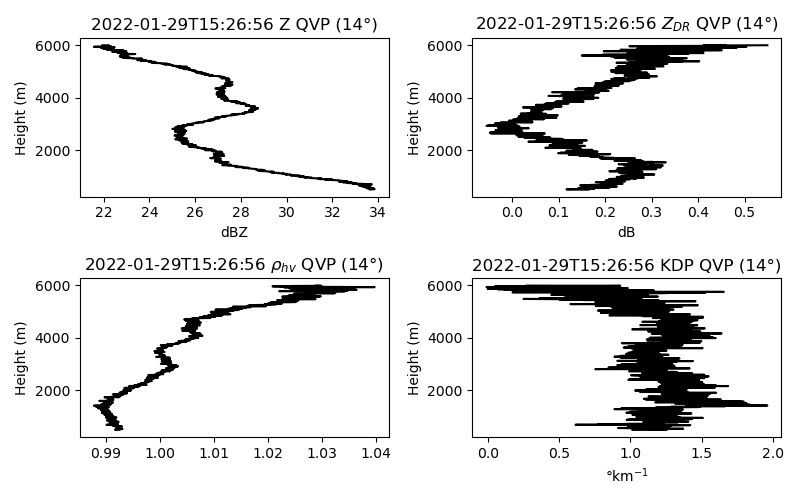 2022-01-29T15:26:56 Z QVP (14°)
6000
4000
2000
Height (m)
22 24 26 28 30 32 34
dBZ
2022-01-29T15:26:56 Z_DR QVP (14°)
6000
4000
2000
Height (m)
0.0 0.1 0.2 0.3 0.4 0.5
dB
2022-01-29T15:26:56 ρ_hv QVP (14°)
6000
4000
2000
Height (m)
0.99 1.00 1.01 1.02 1.03 1.04
2022-01-29T15:26:56 KDP QVP (14°)
6000
4000
2000
Height (m)
0.0 0.5 1.0 1.5 2.0
°km⁻¹